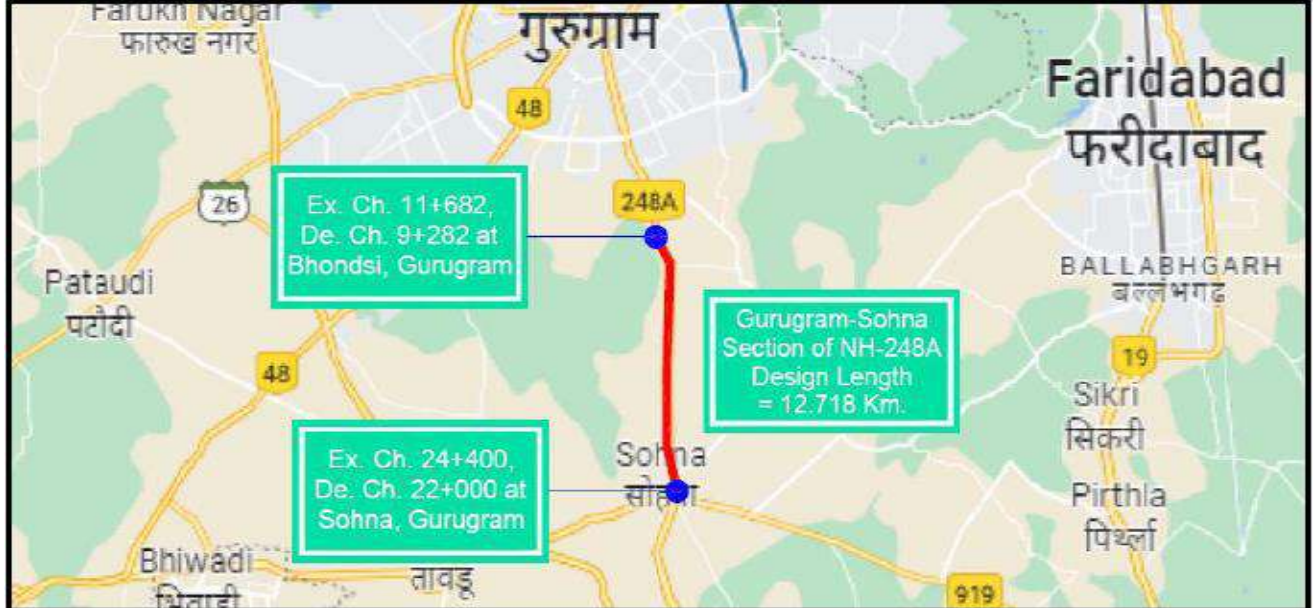 Farukh Nagar
फारुख नगर
गुरुग्राम
Faridabad
फरीदाबाद
48
248A
26
Ex. Ch. 11+682,
De. Ch. 9+282 at
Bhondsi, Gurugram
Pataudi
पटौदी
BALLABHGARH
बल्लभगढ़
Gurugram-Sohna
Section of NH-248A
Design Length
= 12.718 Km.
19
48
Sikri
सिकरी
Ex. Ch. 24+400,
De. Ch. 22+000 at
Sohna, Gurugram
Sohna
सोहना
Pirthla
पिर्थ्ला
Bhiwadi
भिवाड़ी
तावडू
919